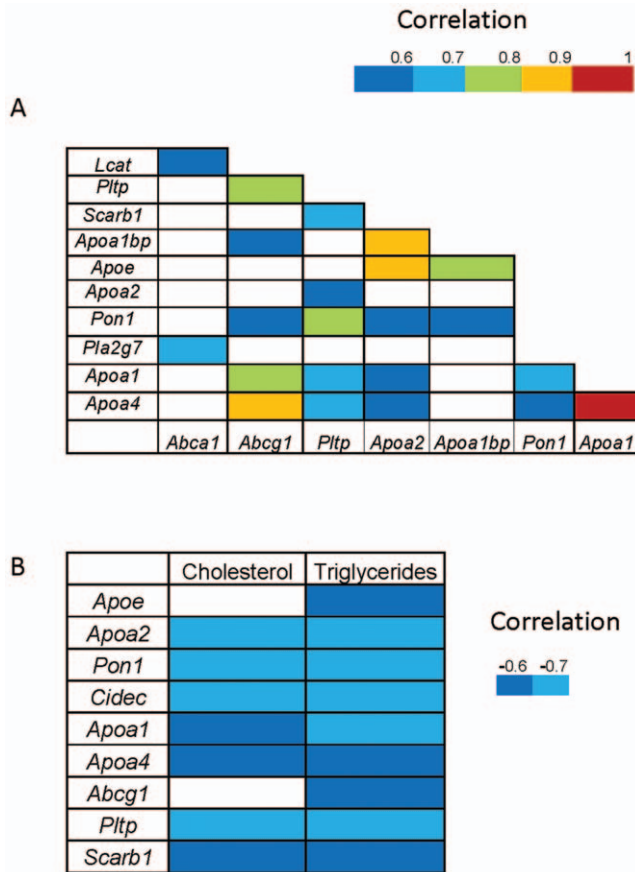 Correlation
0.6 0.7 0.8 0.9 1
A
Lcat
Pltp
Scarb1
Apoa1bp
Apoe
Apoa2
Pon1
Pla2g7
Apoa1
Apoa4
Abca1 Abcg1 Pltp Apoa2 Apoa1bp Pon1 Apoa1
B
Cholesterol Triglycerides
Apoe
Apoa2
Pon1
Cidec
Apoa1
Apoa4
Abcg1
Pltp
Scarb1
Correlation
-0.6 -0.7